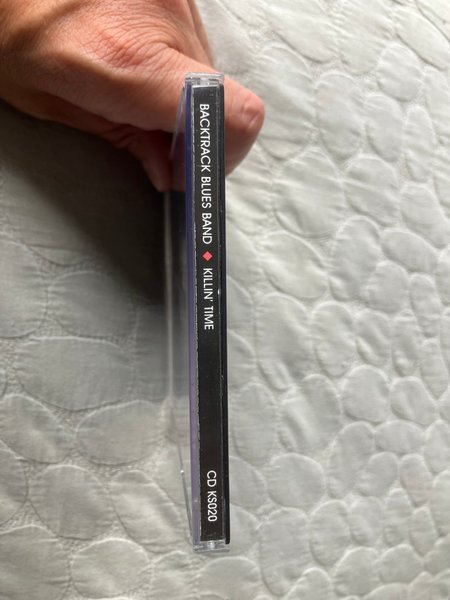 BACKTRACK BLUES BAND ♦ KILLIN' TIME
CD KS020